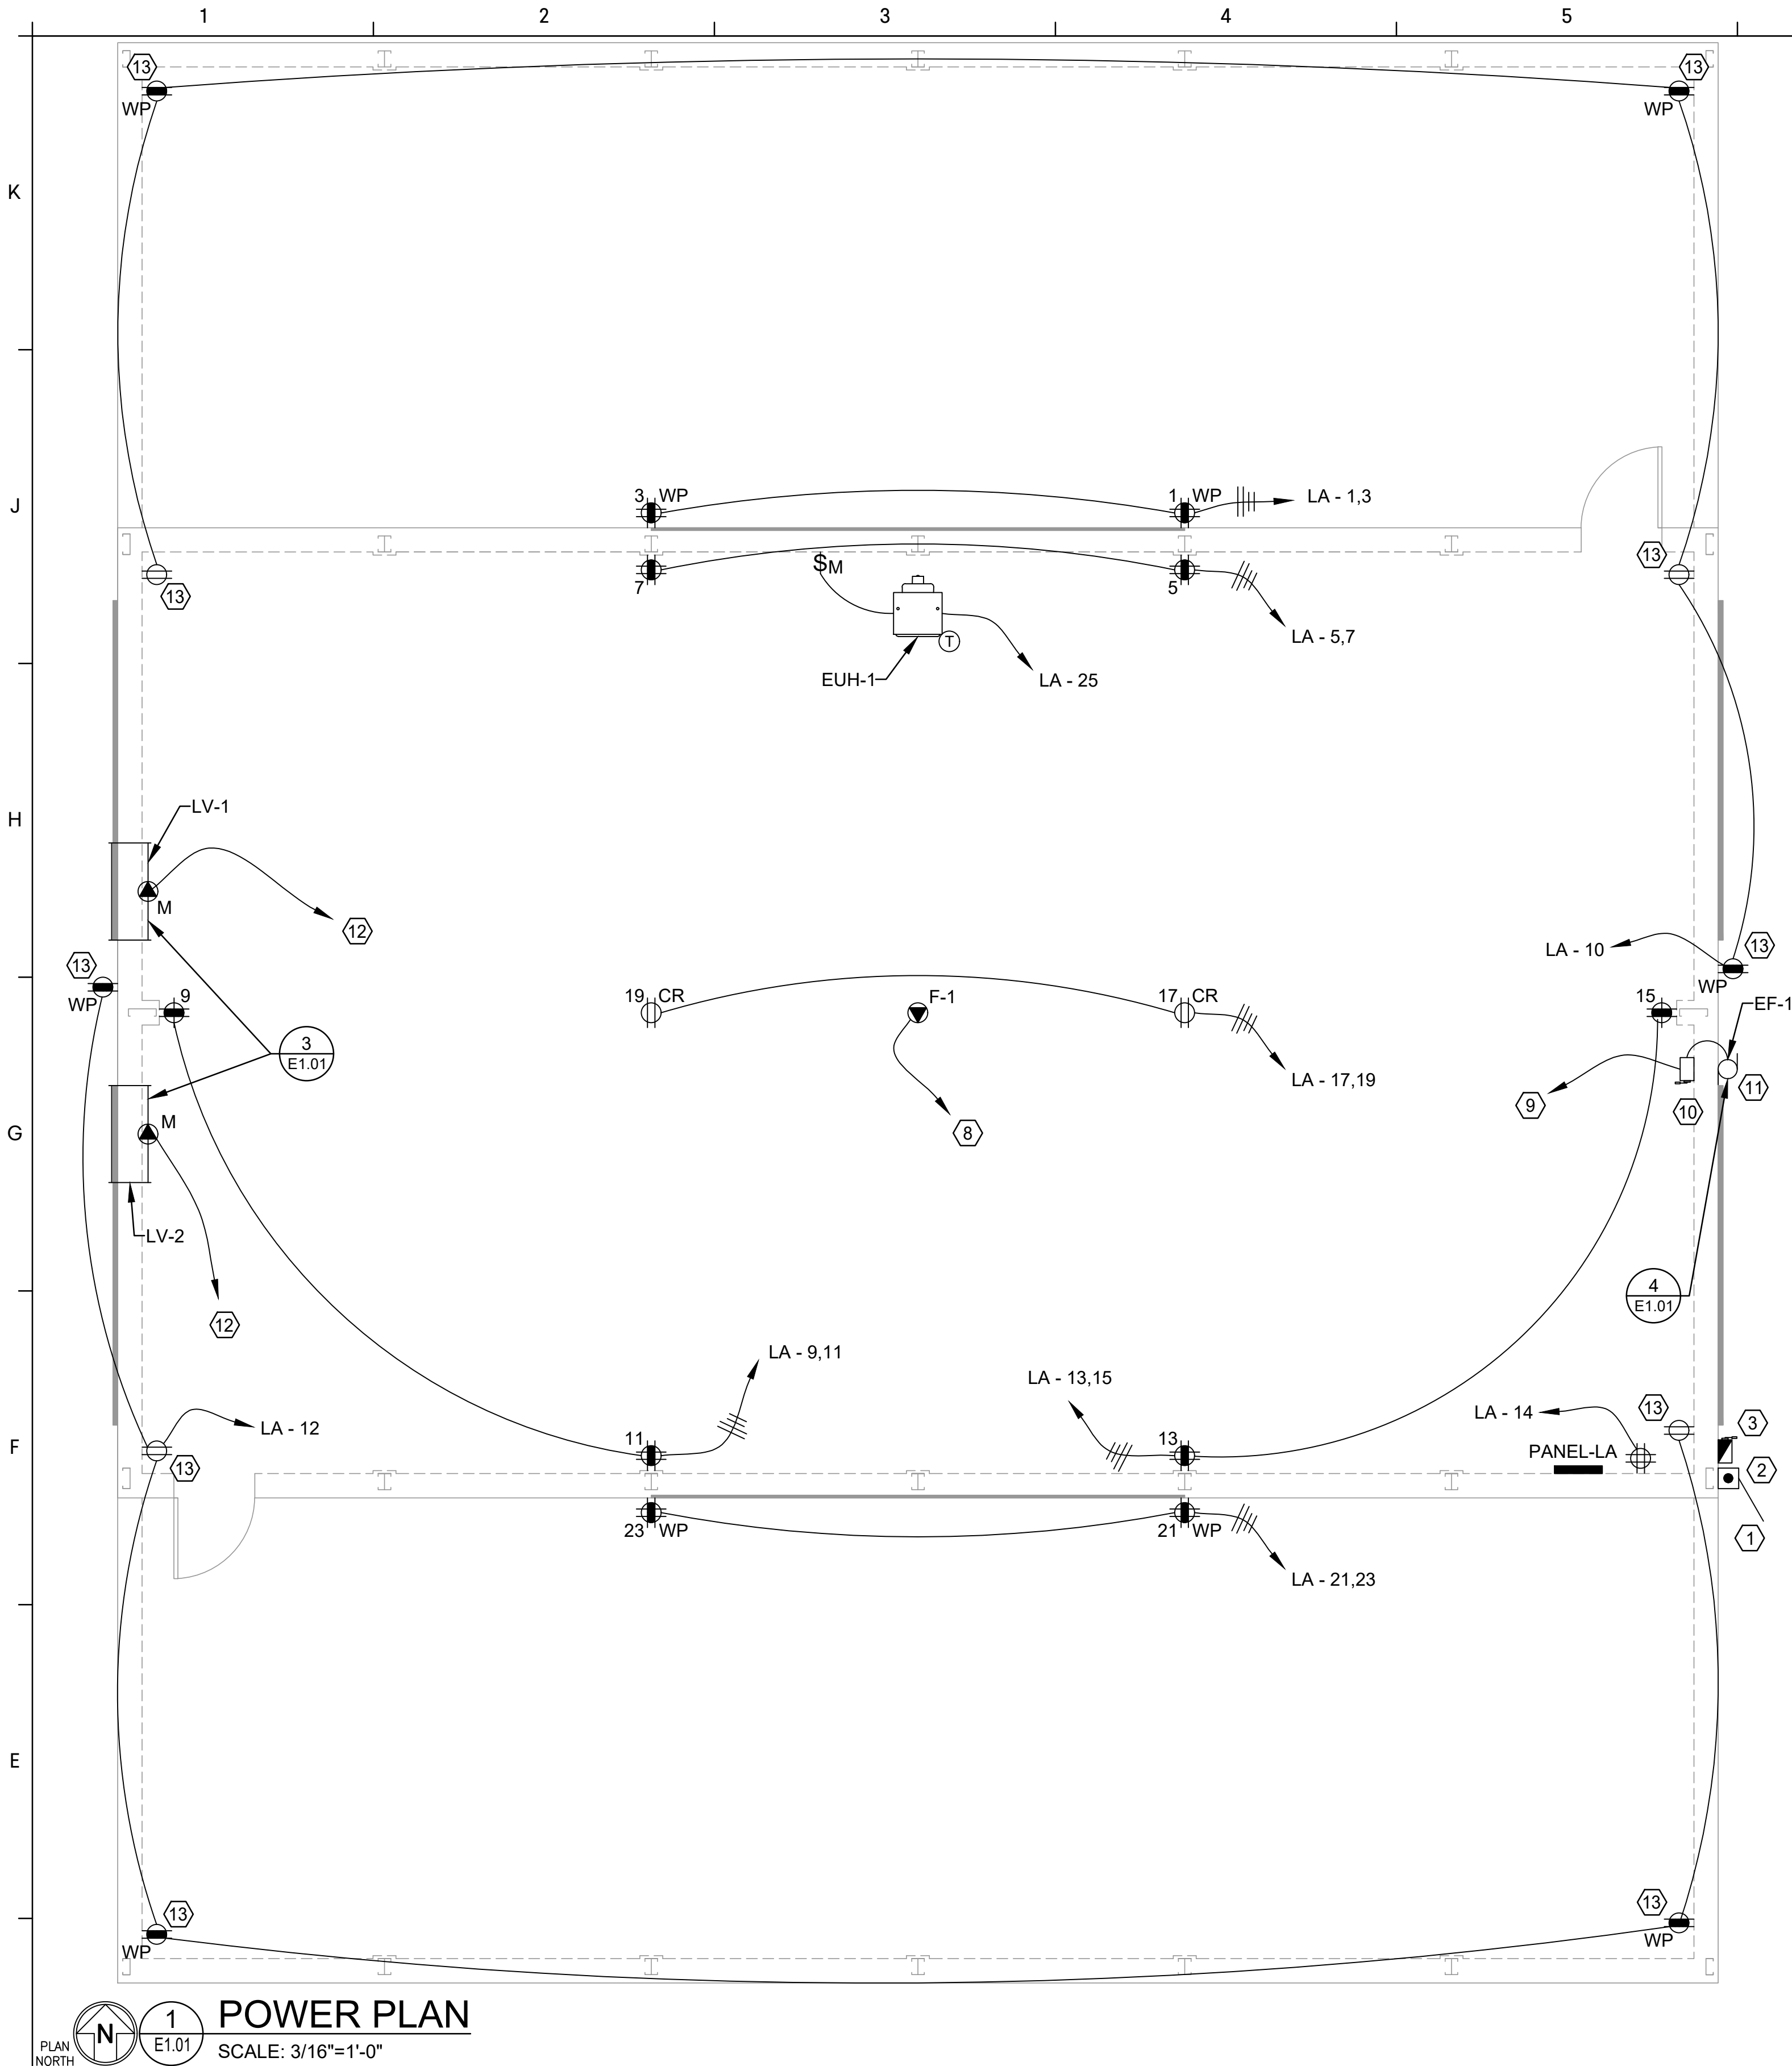 1 2 3 4 5
13 13
WP WP
K
J
3 WP 1 WP LA - 1,3
13 13
SM
7 5
LA - 5,7
T
EUH-1 LA - 25
H
LV-1
M
12
13 LA - 10 13
WP WP
9 19 CR F-1 17 CR 15 EF-1
3
E1.01
LA - 17,19
9 10 11
G
M 8
LV-2
12
4
E1.01
LA - 9,11
LA - 13,15
F
LA - 12 LA - 14 13 3
11 13
13 PANEL-LA 2
23 WP 21 WP 1
LA - 21,23
E
13 13
WP WP
PLAN
NORTH
N
1
E1.01
POWER PLAN
SCALE: 3/16"=1'-0"